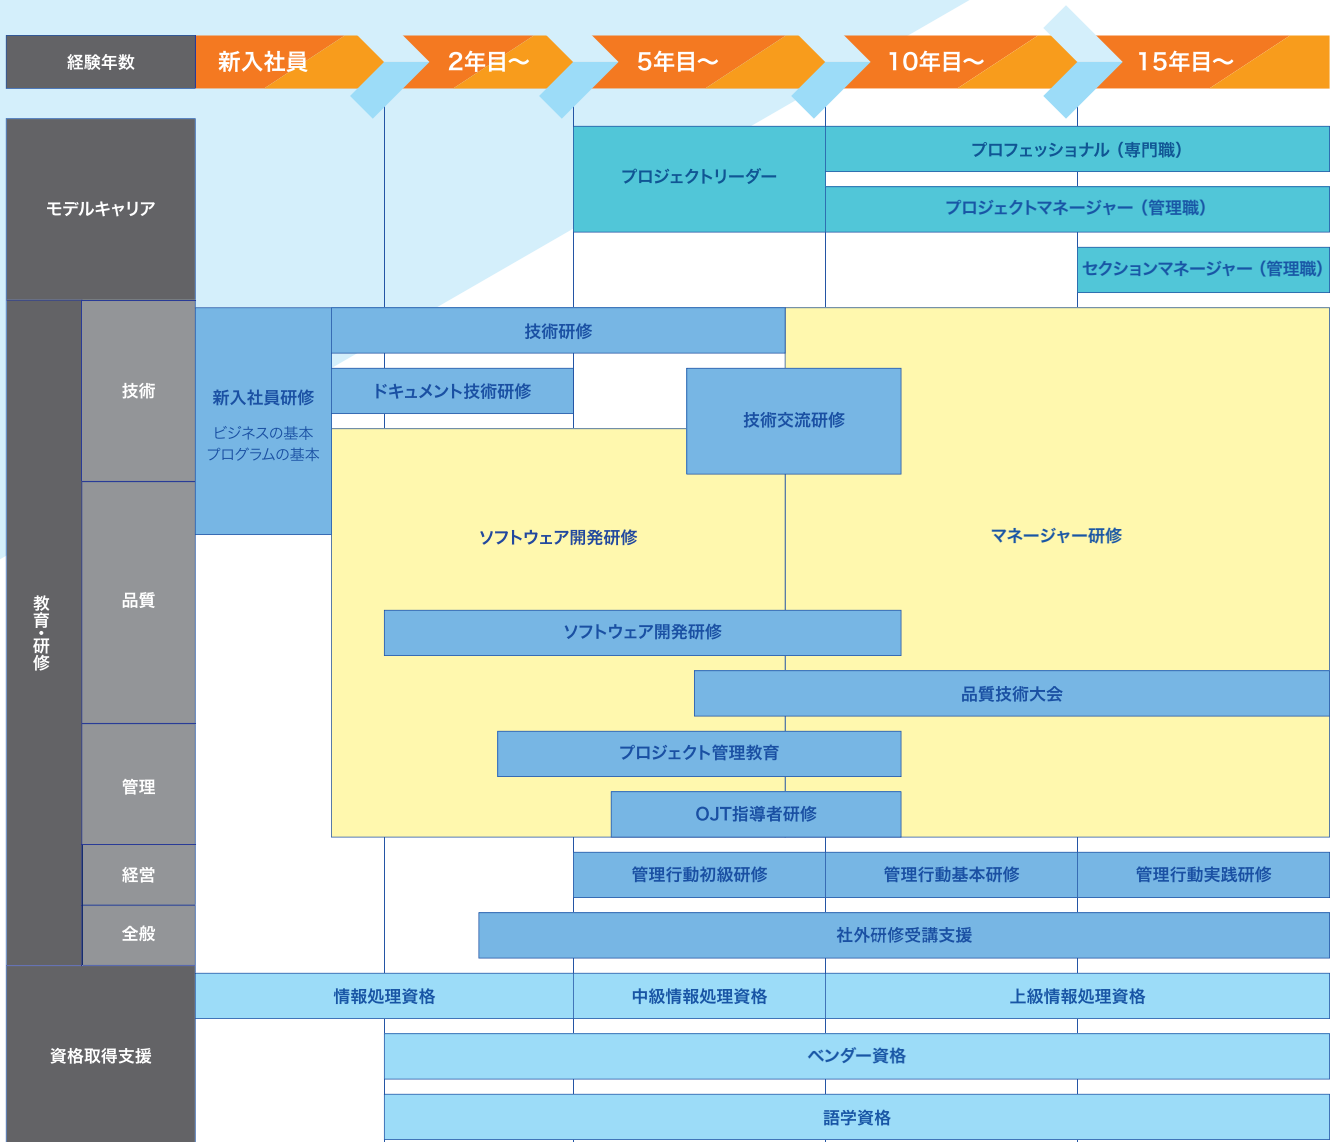 経験年数
新入社員
2年目～
5年目～
10年目～
15年目～
モデルキャリア
プロジェクトリーダー
プロフェッショナル（専門職）
プロジェクトマネージャー（管理職）
セクションマネージャー（管理職）
教育・研修
技術
新入社員研修
ビジネスの基本
プログラムの基本
技術研修
ドキュメント技術研修
技術交流研修
ソフトウェア開発研修
マネージャー研修
品質
ソフトウェア開発研修
品質技術大会
管理
プロジェクト管理教育
OJT指導者研修
経営
管理行動初級研修
管理行動基本研修
管理行動実践研修
全般
社外研修受講支援
資格取得支援
情報処理資格
中級情報処理資格
上級情報処理資格
ベンダー資格
語学資格